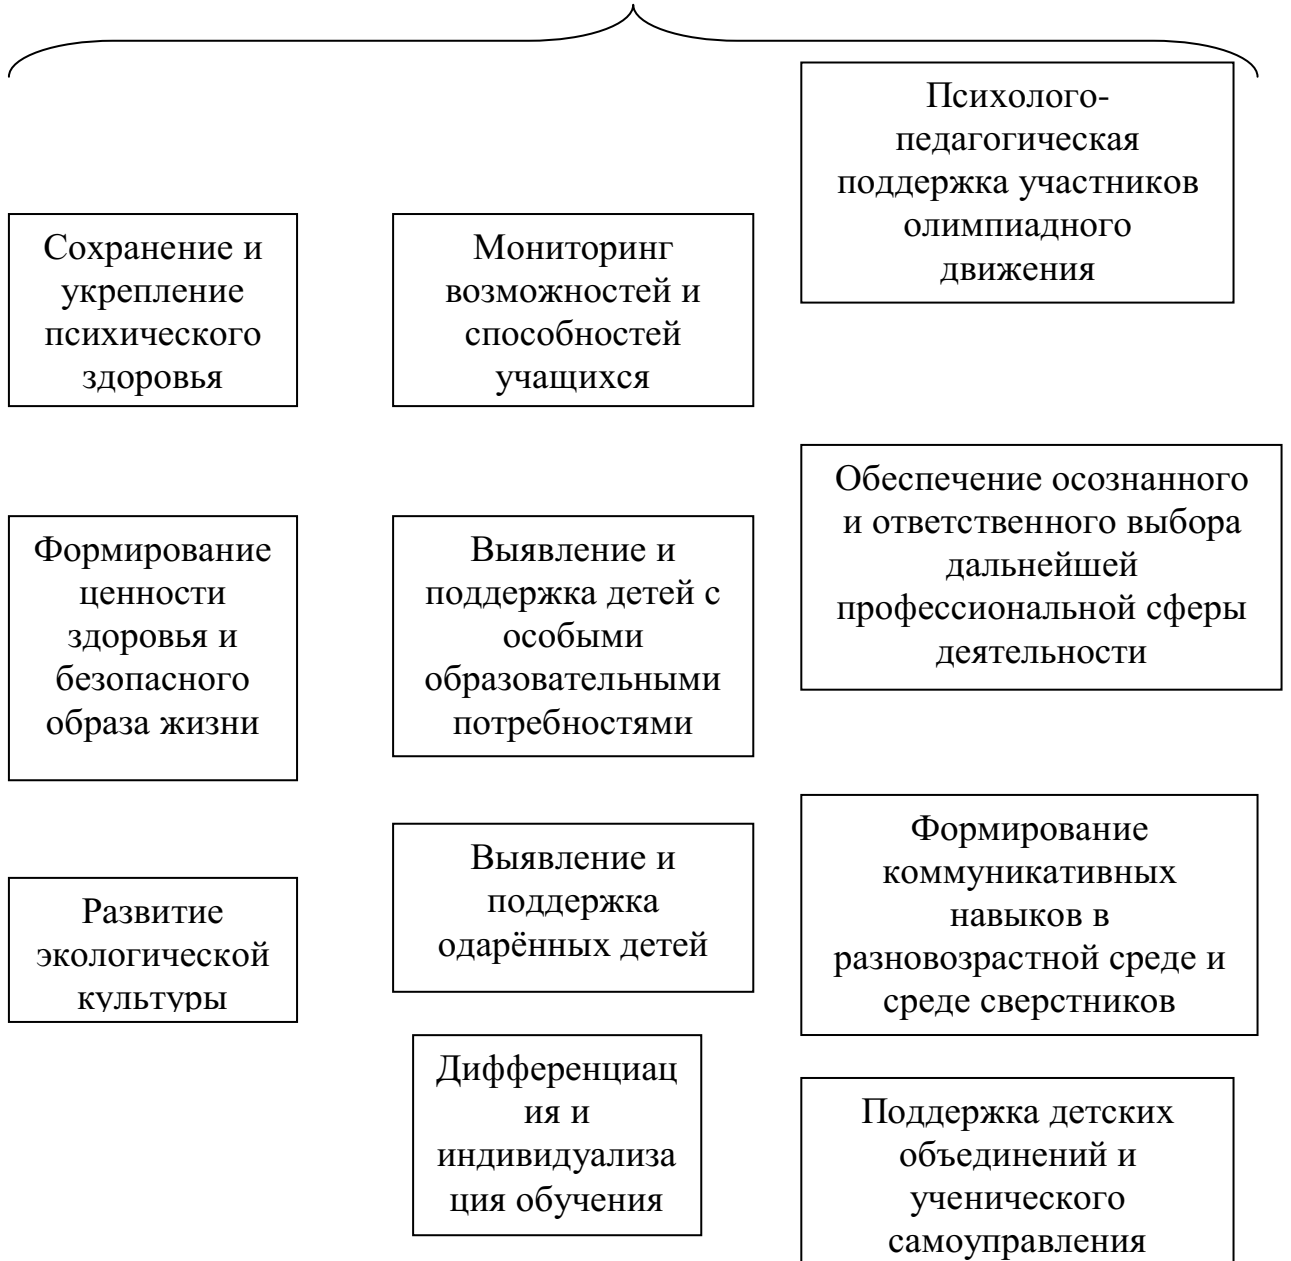 Сохранение и
укрепление
психического
здоровья
Формирование
ценности
здоровья и
безопасного
образа жизни
Развитие
экологической
культуры
Мониторинг
возможностей и
способностей
учащихся
Выявление и
поддержка детей с
особыми
образовательными
потребностями
Выявление и
поддержка
одарённых детей
Дифференциац
ия и
индивидуализа
ция обучения
Психолого-
педагогическая
поддержка участников
олимпиадного
движения
Обеспечение осознанного
и ответственного выбора
дальнейшей
профессиональной сферы
деятельности
Формирование
коммуникативных
навыков в
разновозрастной среде и
среде сверстников
Поддержка детских
объединений и
ученического
самоуправления